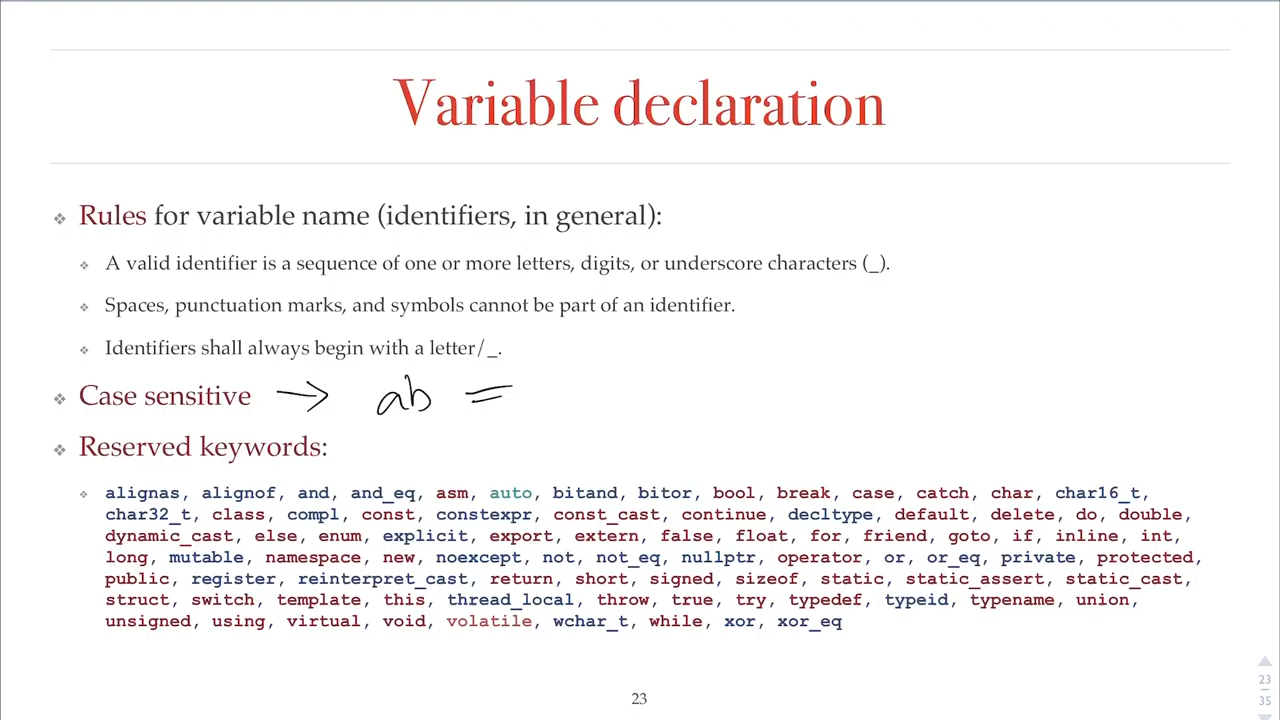 Variable declaration
❖ Rules for variable name (identifiers, in general):
❖ A valid identifier is a sequence of one or more letters, digits, or underscore characters (_).
❖ Spaces, punctuation marks, and symbols cannot be part of an identifier.
❖ Identifiers shall always begin with a letter/_.
❖ Case sensitive → ab =
❖ Reserved keywords:
❖ alignas, alignof, and, and_eq, asm, auto, bitand, bitor, bool, break, case, catch, char, char16_t,
char32_t, class, compl, const, constexpr, const_cast, continue, decltype, default, delete, do, double,
dynamic_cast, else, enum, explicit, export, extern, false, float, for, friend, goto, if, inline, int,
long, mutable, namespace, new, noexcept, not, not_eq, nullptr, operator, or, or_eq, private, protected,
public, register, reinterpret_cast, return, short, signed, sizeof, static, static_assert, static_cast,
struct, switch, template, this, thread_local, throw, true, try, typedef, typeid, typename, union,
unsigned, using, virtual, void, volatile, wchar_t, while, xor, xor_eq
23
23
35